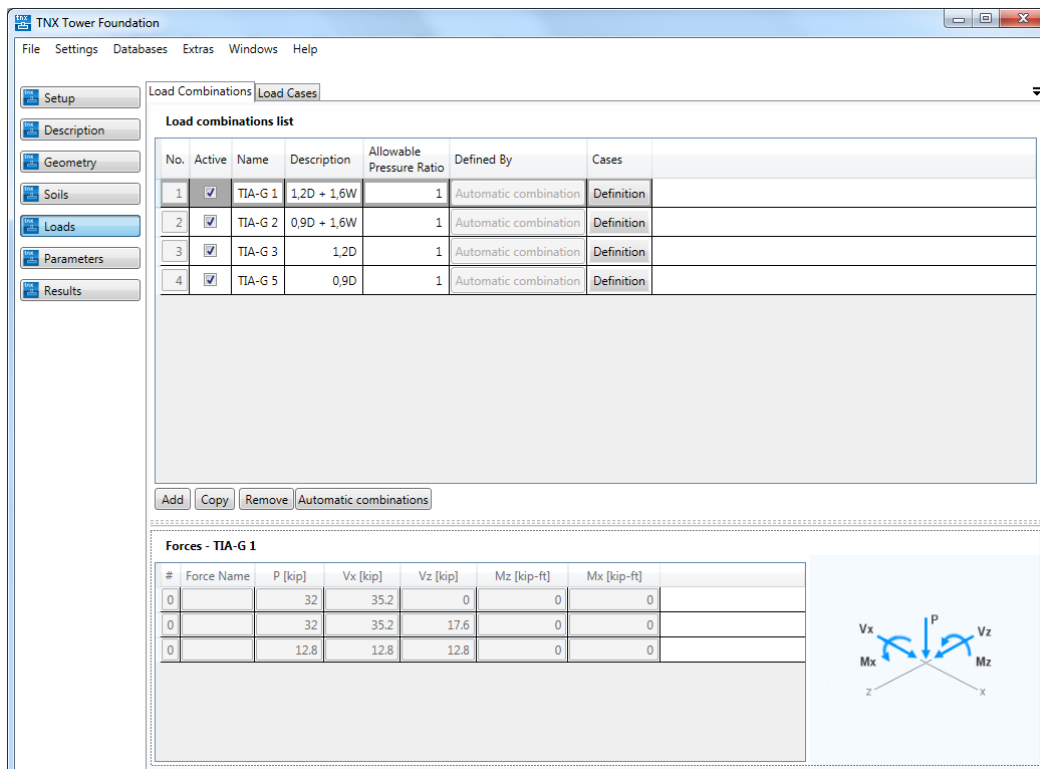 TNX Tower Foundation
File Settings Databases Extras Windows Help
Setup
Description
Geometry
Soils
Loads
Parameters
Results
Load Combinations Load Cases
Load combinations list
No. Active Name Description Allowable Pressure Ratio Defined By Cases
1 TIA-G 1 1,2D + 1,6W 1 Automatic combination Definition
2 TIA-G 2 0,9D + 1,6W 1 Automatic combination Definition
3 TIA-G 3 1,2D 1 Automatic combination Definition
4 TIA-G 5 0,9D 1 Automatic combination Definition
Add Copy Remove Automatic combinations
Forces - TIA-G 1
# Force Name P [kip] Vx [kip] Vz [kip] Mz [kip-ft] Mx [kip-ft]
0 32 35.2 0 0 0
0 32 35.2 17.6 0 0
0 12.8 12.8 12.8 0 0
P
Vx Vz
Mx Mz
z x